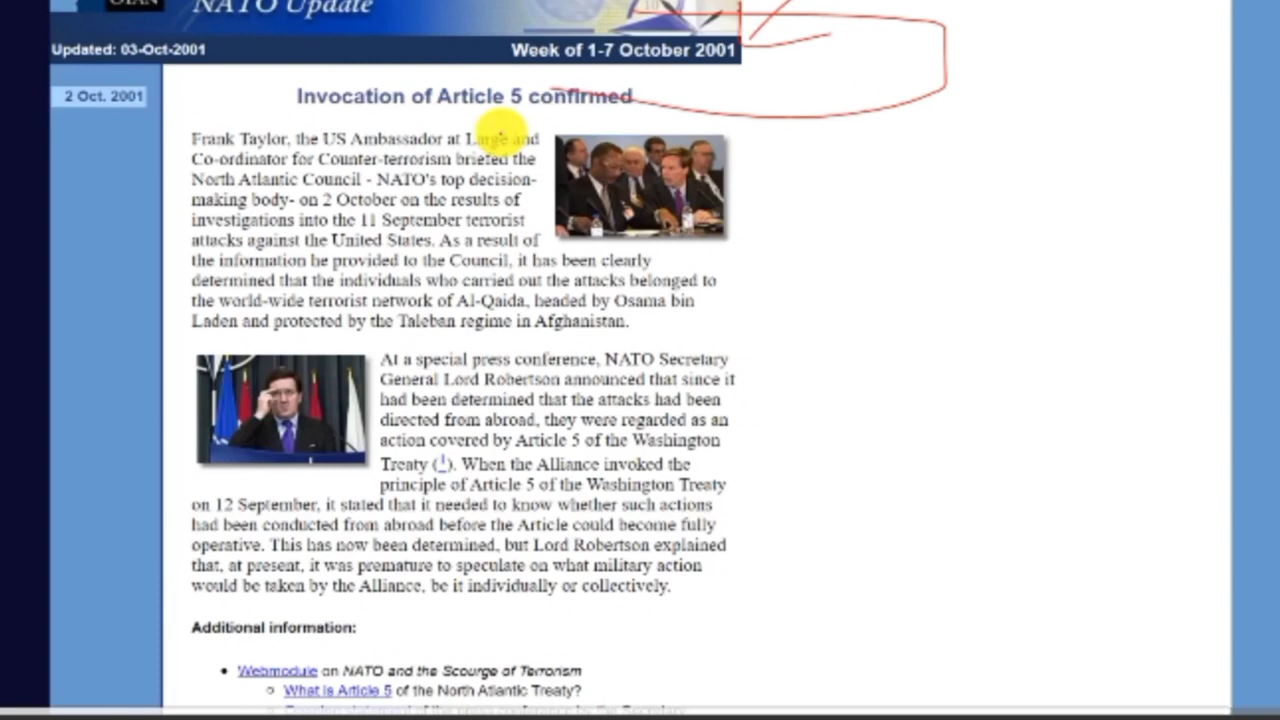 OTAN
NATO Update
Updated: 03-Oct-2001
Week of 1-7 October 2001
2 Oct. 2001
Invocation of Article 5 confirmed
Frank Taylor, the US Ambassador at Large and
Co-ordinator for Counter-terrorism briefed the
North Atlantic Council - NATO's top decision-
making body- on 2 October on the results of
investigations into the 11 September terrorist
attacks against the United States. As a result of
the information he provided to the Council, it has been clearly
determined that the individuals who carried out the attacks belonged to
the world-wide terrorist network of Al-Qaida, headed by Osama bin
Laden and protected by the Taleban regime in Afghanistan.
At a special press conference, NATO Secretary
General Lord Robertson announced that since it
had been determined that the attacks had been
directed from abroad, they were regarded as an
action covered by Article 5 of the Washington
Treaty (1). When the Alliance invoked the
principle of Article 5 of the Washington Treaty
on 12 September, it stated that it needed to know whether such actions
had been conducted from abroad before the Article could become fully
operative. This has now been determined, but Lord Robertson explained
that, at present, it was premature to speculate on what military action
would be taken by the Alliance, be it individually or collectively.
Additional information:
Webmodule on NATO and the Scourge of Terrorism
What is Article 5 of the North Atlantic Treaty?